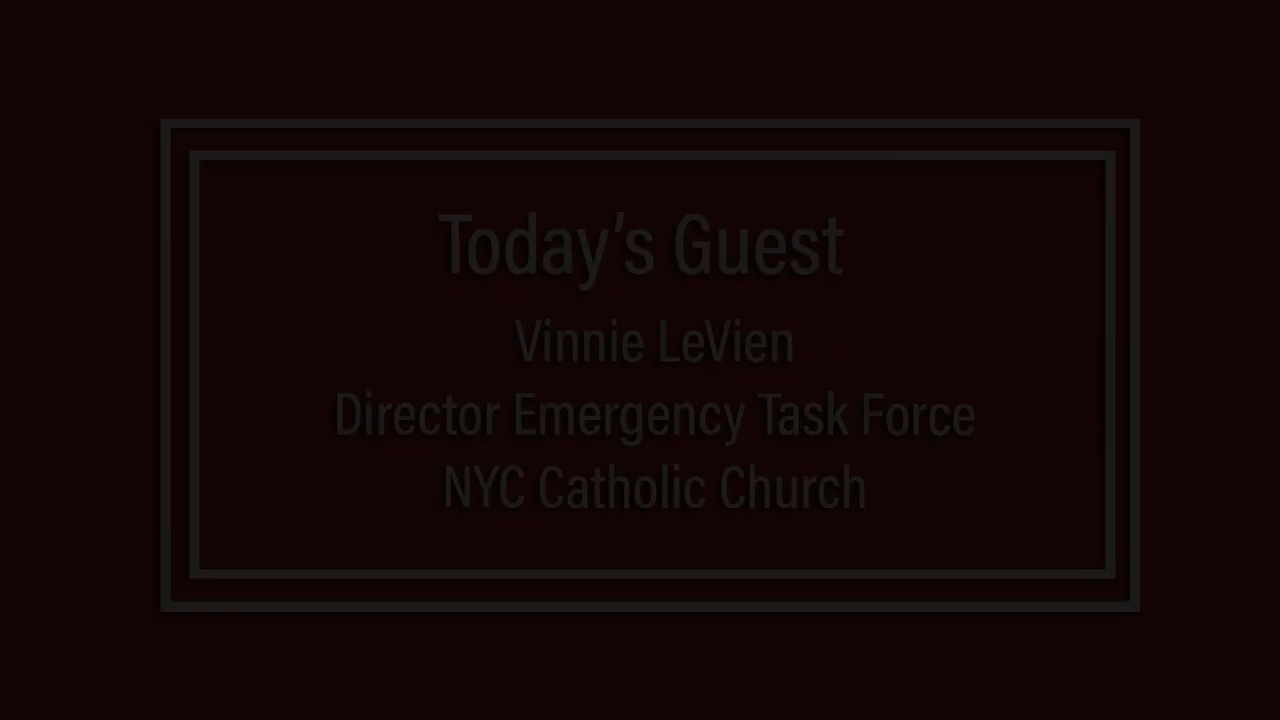 Today’s Guest
Vinnie LeVien
Director Emergency Task Force
NYC Catholic Church